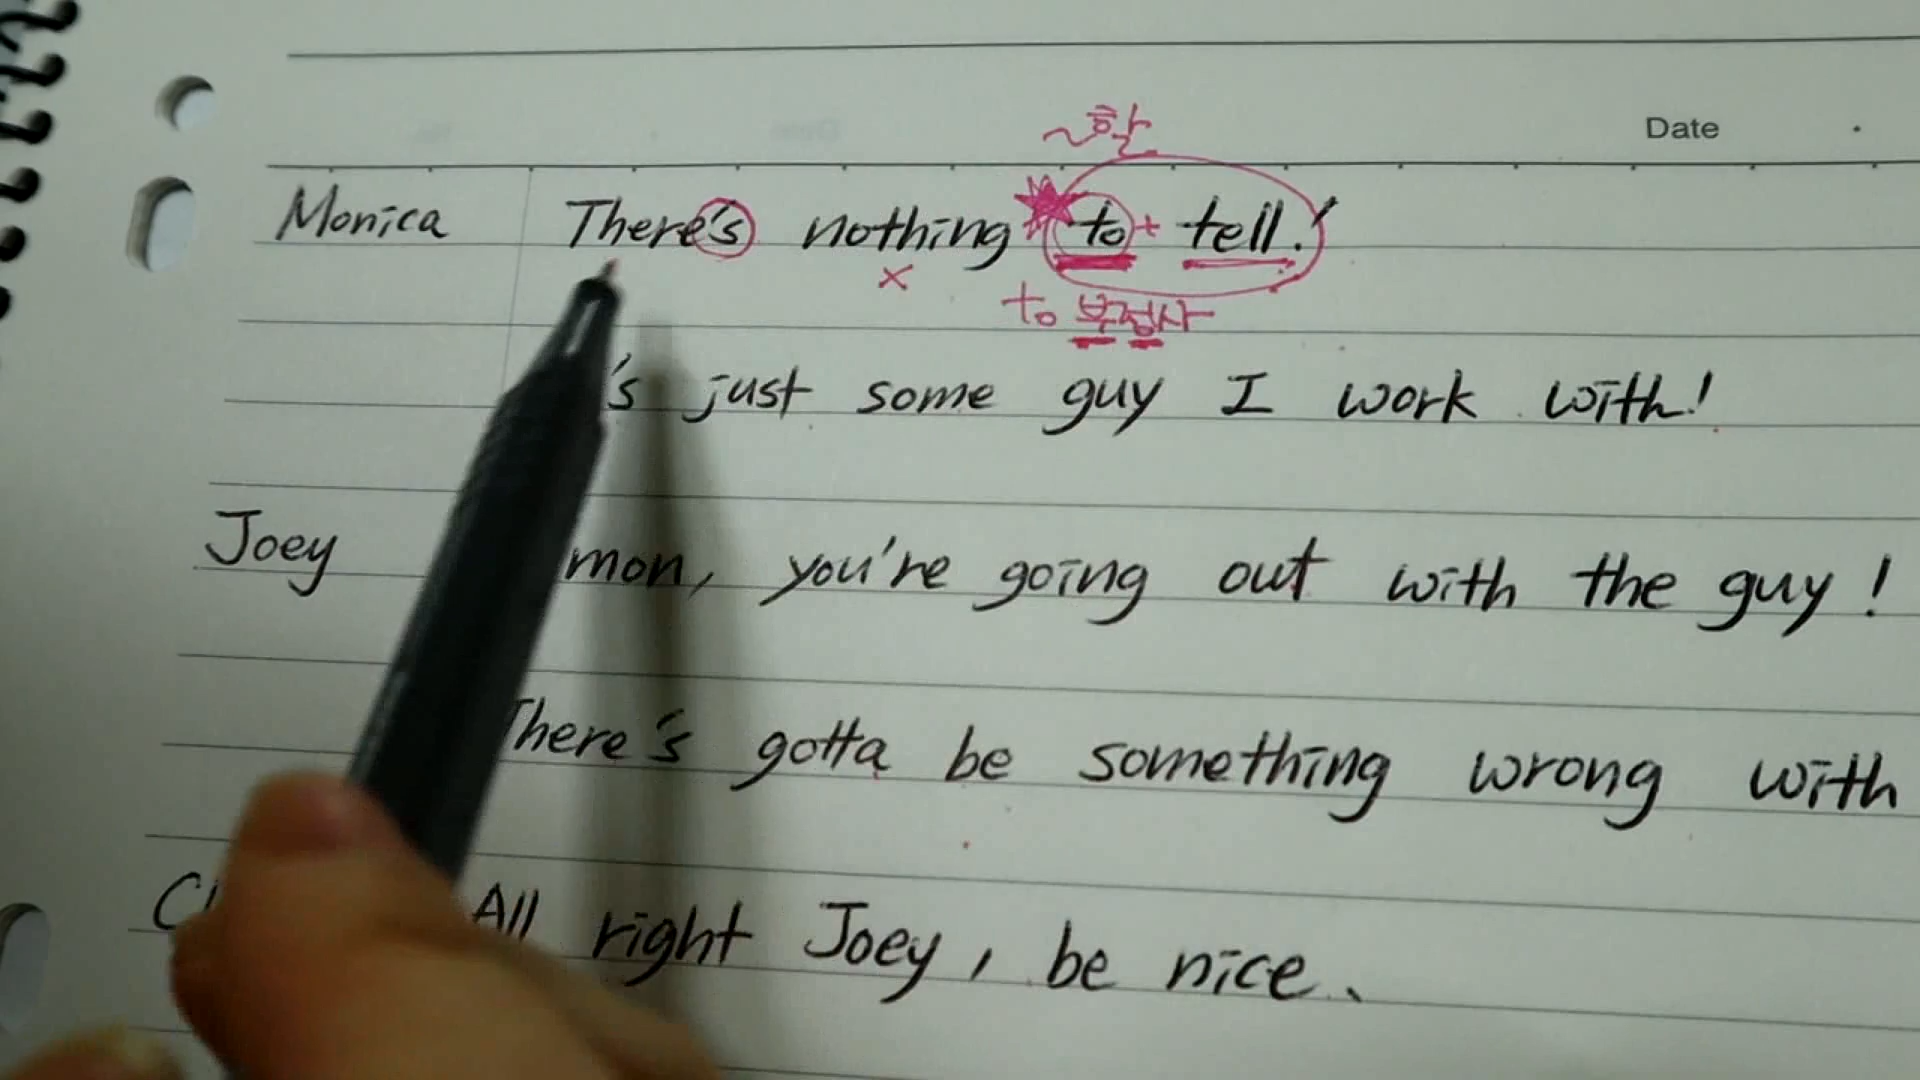 Date
~할
Monica There's nothing to + tell!
x to 부정사
's just some guy I work with!
Joey mon, you're going out with the guy!
There's gotta be something wrong with
All right Joey, be nice.